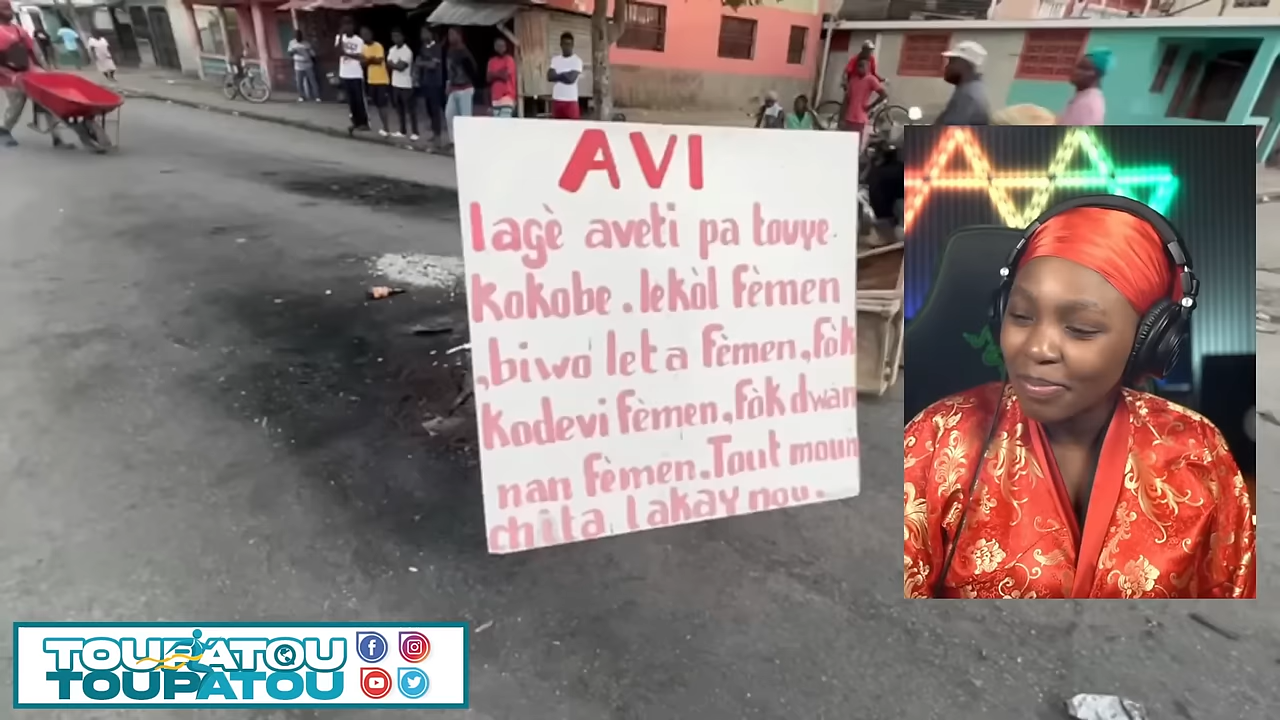 AVI
lagè aveti pa touye
kokobe. lekòl fèmen
,biwo leta fèmen, fòk
kodevi fèmen, fòk dwan
nan fèmen. Tout moun
chita lakay nou.
TOUPATOU
TOUPATOU